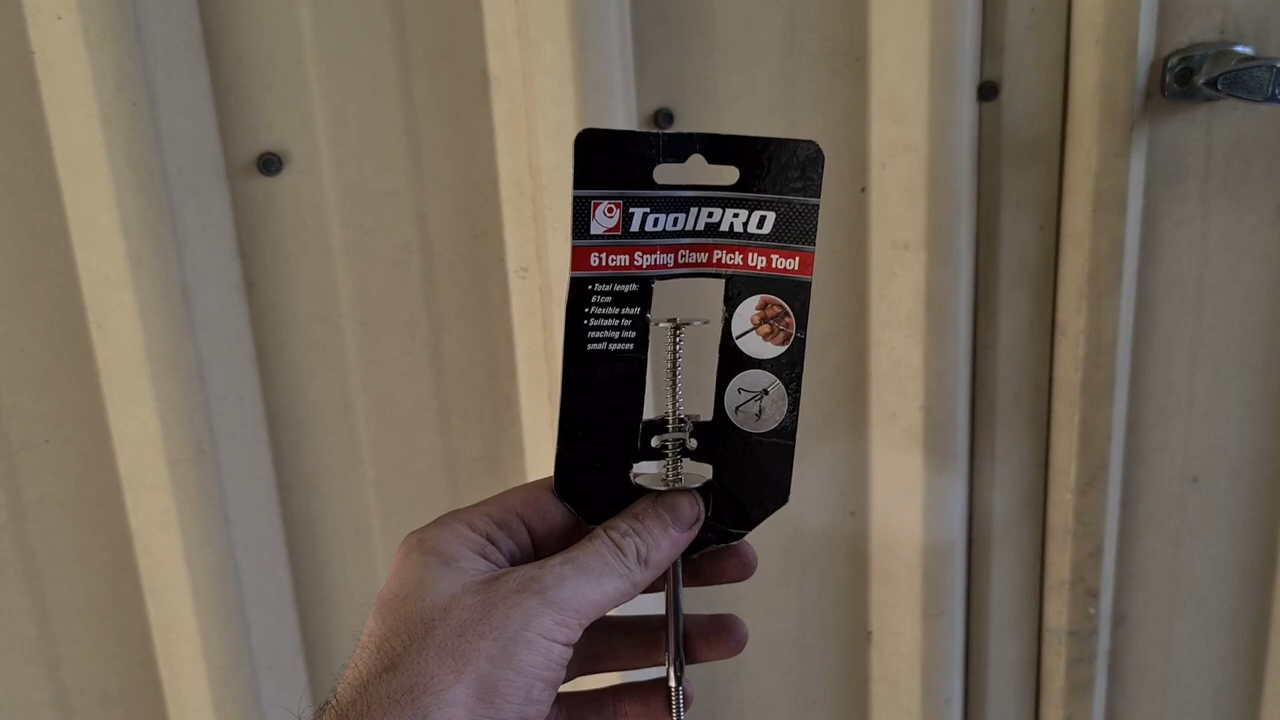 ToolPRO
61cm Spring Claw Pick Up Tool
• Total length:
61cm
• Flexible shaft
• Suitable for
reaching into
small spaces